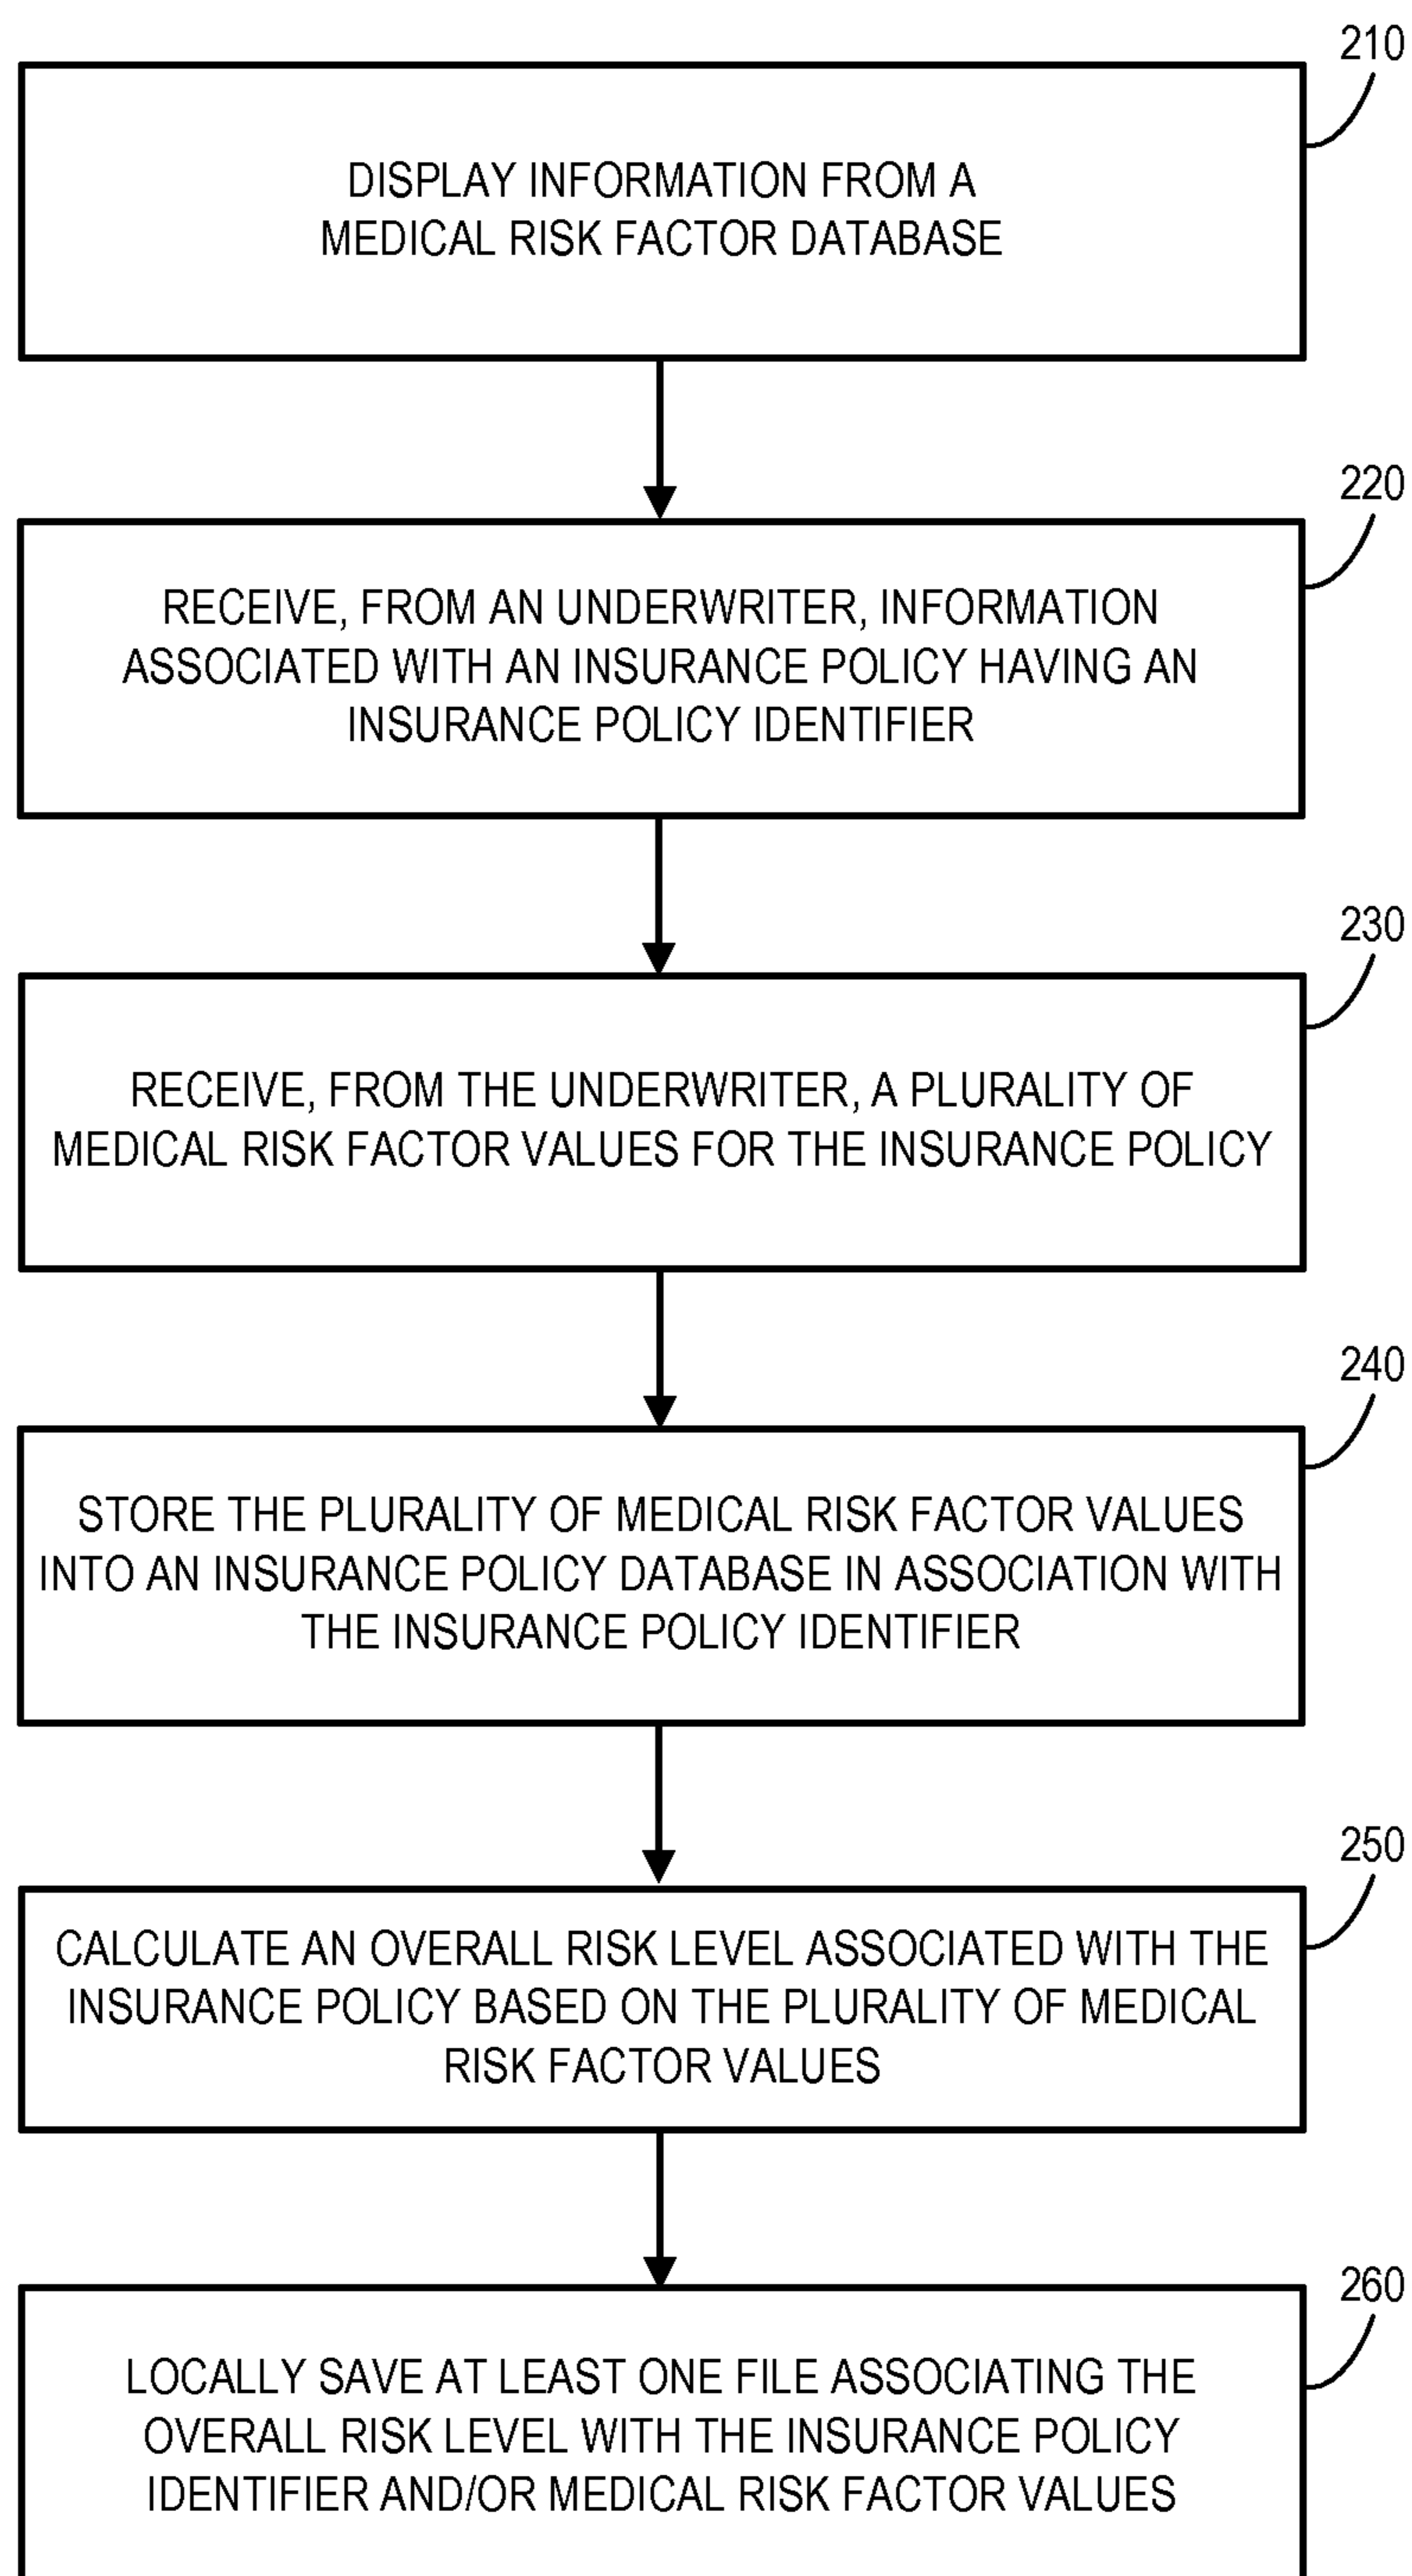 210
DISPLAY INFORMATION FROM A
MEDICAL RISK FACTOR DATABASE
220
RECEIVE, FROM AN UNDERWRITER, INFORMATION
ASSOCIATED WITH AN INSURANCE POLICY HAVING AN
INSURANCE POLICY IDENTIFIER
230
RECEIVE, FROM THE UNDERWRITER, A PLURALITY OF
MEDICAL RISK FACTOR VALUES FOR THE INSURANCE POLICY
240
STORE THE PLURALITY OF MEDICAL RISK FACTOR VALUES
INTO AN INSURANCE POLICY DATABASE IN ASSOCIATION WITH
THE INSURANCE POLICY IDENTIFIER
250
CALCULATE AN OVERALL RISK LEVEL ASSOCIATED WITH THE
INSURANCE POLICY BASED ON THE PLURALITY OF MEDICAL
RISK FACTOR VALUES
260
LOCALLY SAVE AT LEAST ONE FILE ASSOCIATING THE
OVERALL RISK LEVEL WITH THE INSURANCE POLICY
IDENTIFIER AND/OR MEDICAL RISK FACTOR VALUES